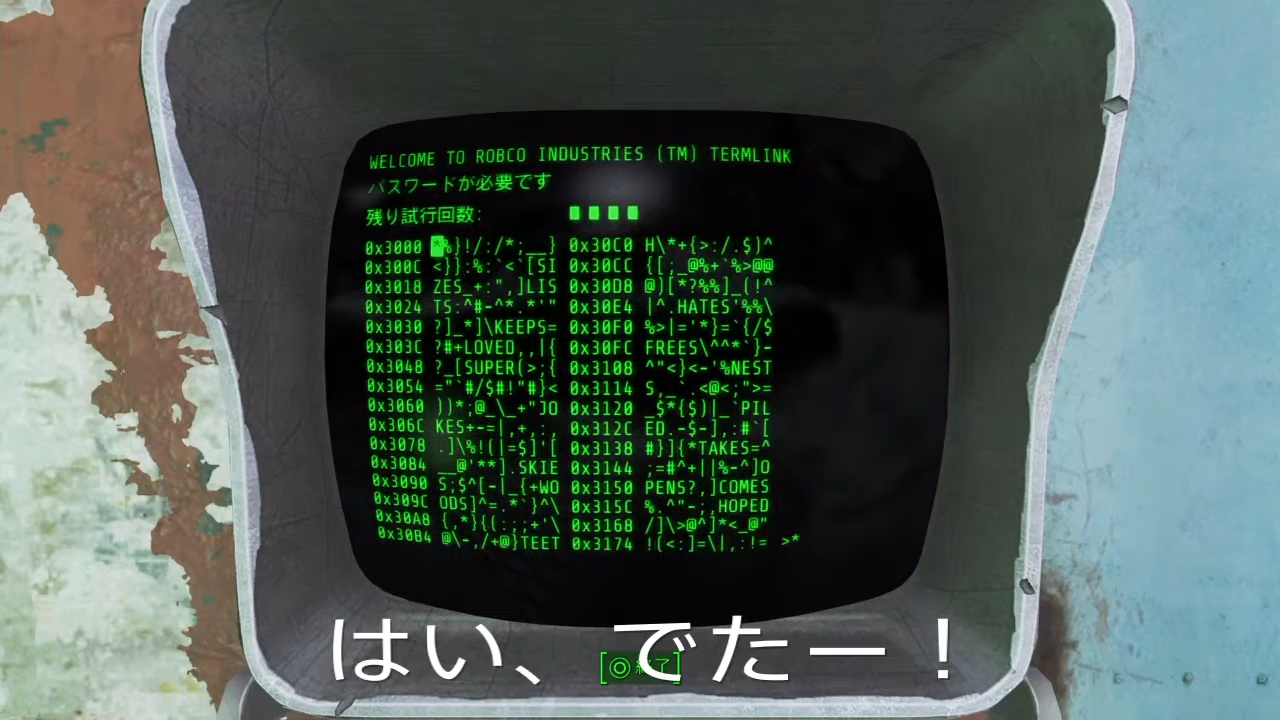 WELCOME TO ROBCO INDUSTRIES (TM) TERMLINK
パスワードが必要です
残り試行回数:
0x3000 *%}!/:/*;__} 0x30C0 H\*+{>:/.$)^
0x300C <}}:%:`<`[SI 0x30CC {[;_@%+`%>@@
0x3018 ZES_+:",]LIS 0x30D8 @)[*?%%]_(!^
0x3024 TS:^#-^*.*'" 0x30E4 |^.HATES'%%\
0x3030 ?]_*]\KEEPS= 0x30F0 %>|='*}=`{/$
0x303C ?#+LOVED,,|{ 0x30FC FREES\^^*`}-
0x3048 ?_[SUPER(>;{ 0x3108 ^"<}<-'%NEST
0x3054 ="`#/$#!"#}< 0x3114 S,_`.<@<;">=
0x3060 ))*;@_\_+"JO 0x3120 _$*{$)|_`PIL
0x306C KES+-=|,+,:, 0x312C ED.-$-],:#`[
0x3078 .]\%!(|=$]'[ 0x3138 #}]{*TAKES=^
0x3084 __@'**].SKIE 0x3144 ;=#^+||%-^]O
0x3090 S;$^[-|_{+WO 0x3150 PENS?,]COMES
0x309C ODS]^=.*`}^\ 0x315C %.^"-;,HOPED
0x30A8 {,*}{(:;;+'\ 0x3168 /]\>@^]*<_@"
0x30B4 @\-,/+@}TEET 0x3174 !(<:]=\|,:!= >*
はい、でたー！
[◎終了]